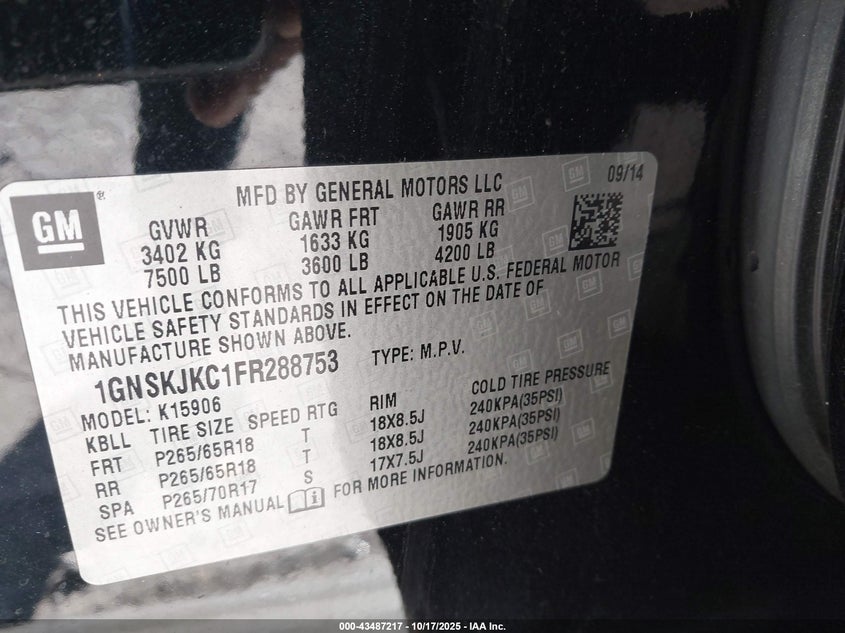 GM
MFD BY GENERAL MOTORS LLC 09/14
GVWR GAWR FRT GAWR RR
3402 KG 1633 KG 1905 KG
7500 LB 3600 LB 4200 LB
THIS VEHICLE CONFORMS TO ALL APPLICABLE U.S. FEDERAL MOTOR
VEHICLE SAFETY STANDARDS IN EFFECT ON THE DATE OF
MANUFACTURE SHOWN ABOVE.
1GNSKJKC1FR288753 TYPE: M.P.V.
MODEL: K15906
KBLL TIRE SIZE SPEED RTG RIM COLD TIRE PRESSURE
FRT P265/65R18 T 18X8.5J 240KPA(35PSI)
RR P265/65R18 T 18X8.5J 240KPA(35PSI)
SPA P265/70R17 S 17X7.5J 240KPA(35PSI)
SEE OWNER'S MANUAL FOR MORE INFORMATION.
000-43487217 - 10/17/2025 - IAA Inc.